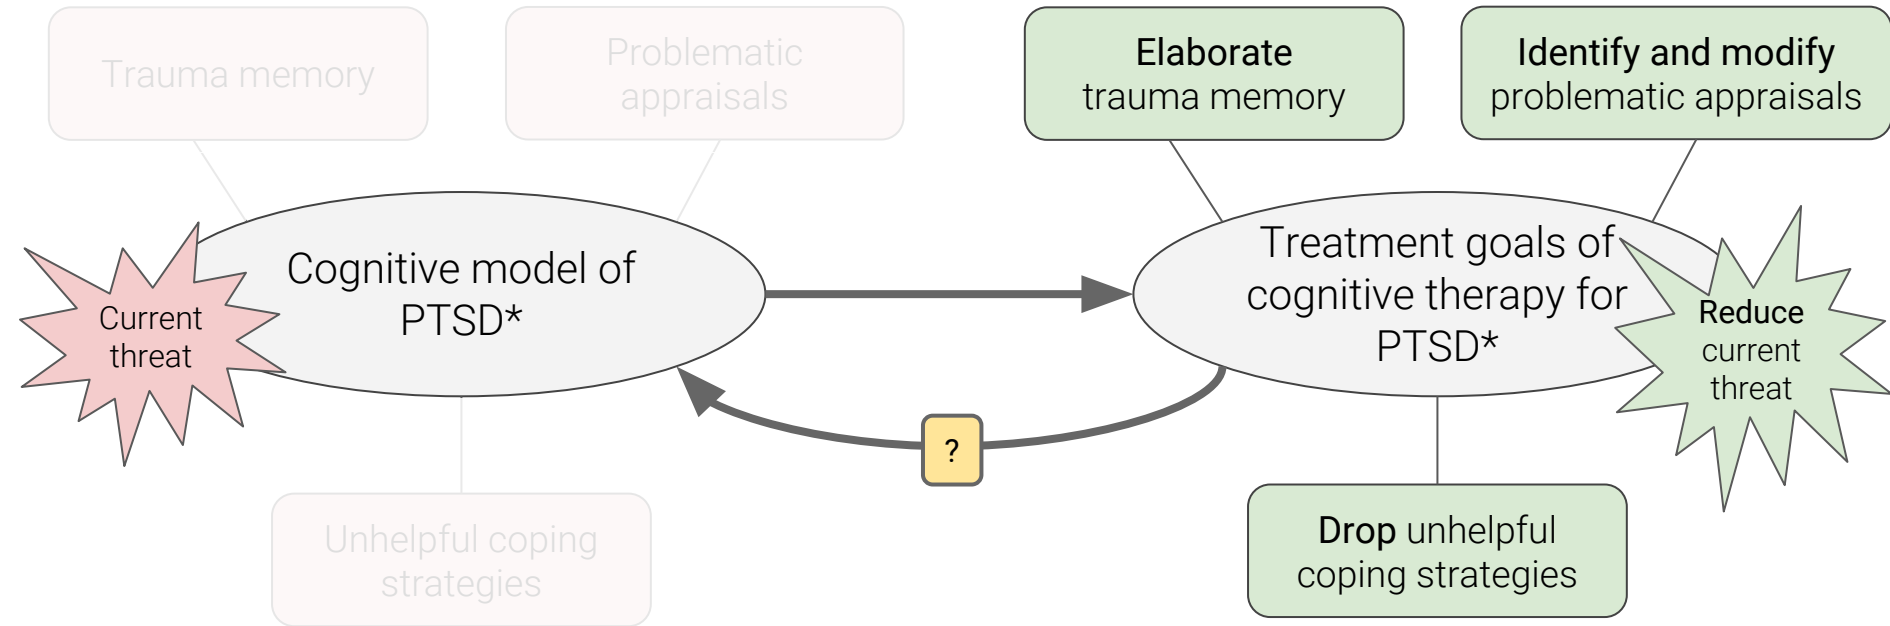 Trauma memory
Problematic
appraisals
Elaborate
trauma memory
Identify and modify
problematic appraisals
Current
threat
Cognitive model of
PTSD*
Treatment goals of
cognitive therapy for
PTSD*
Reduce
current
threat
?
Unhelpful coping
strategies
Drop unhelpful
coping strategies